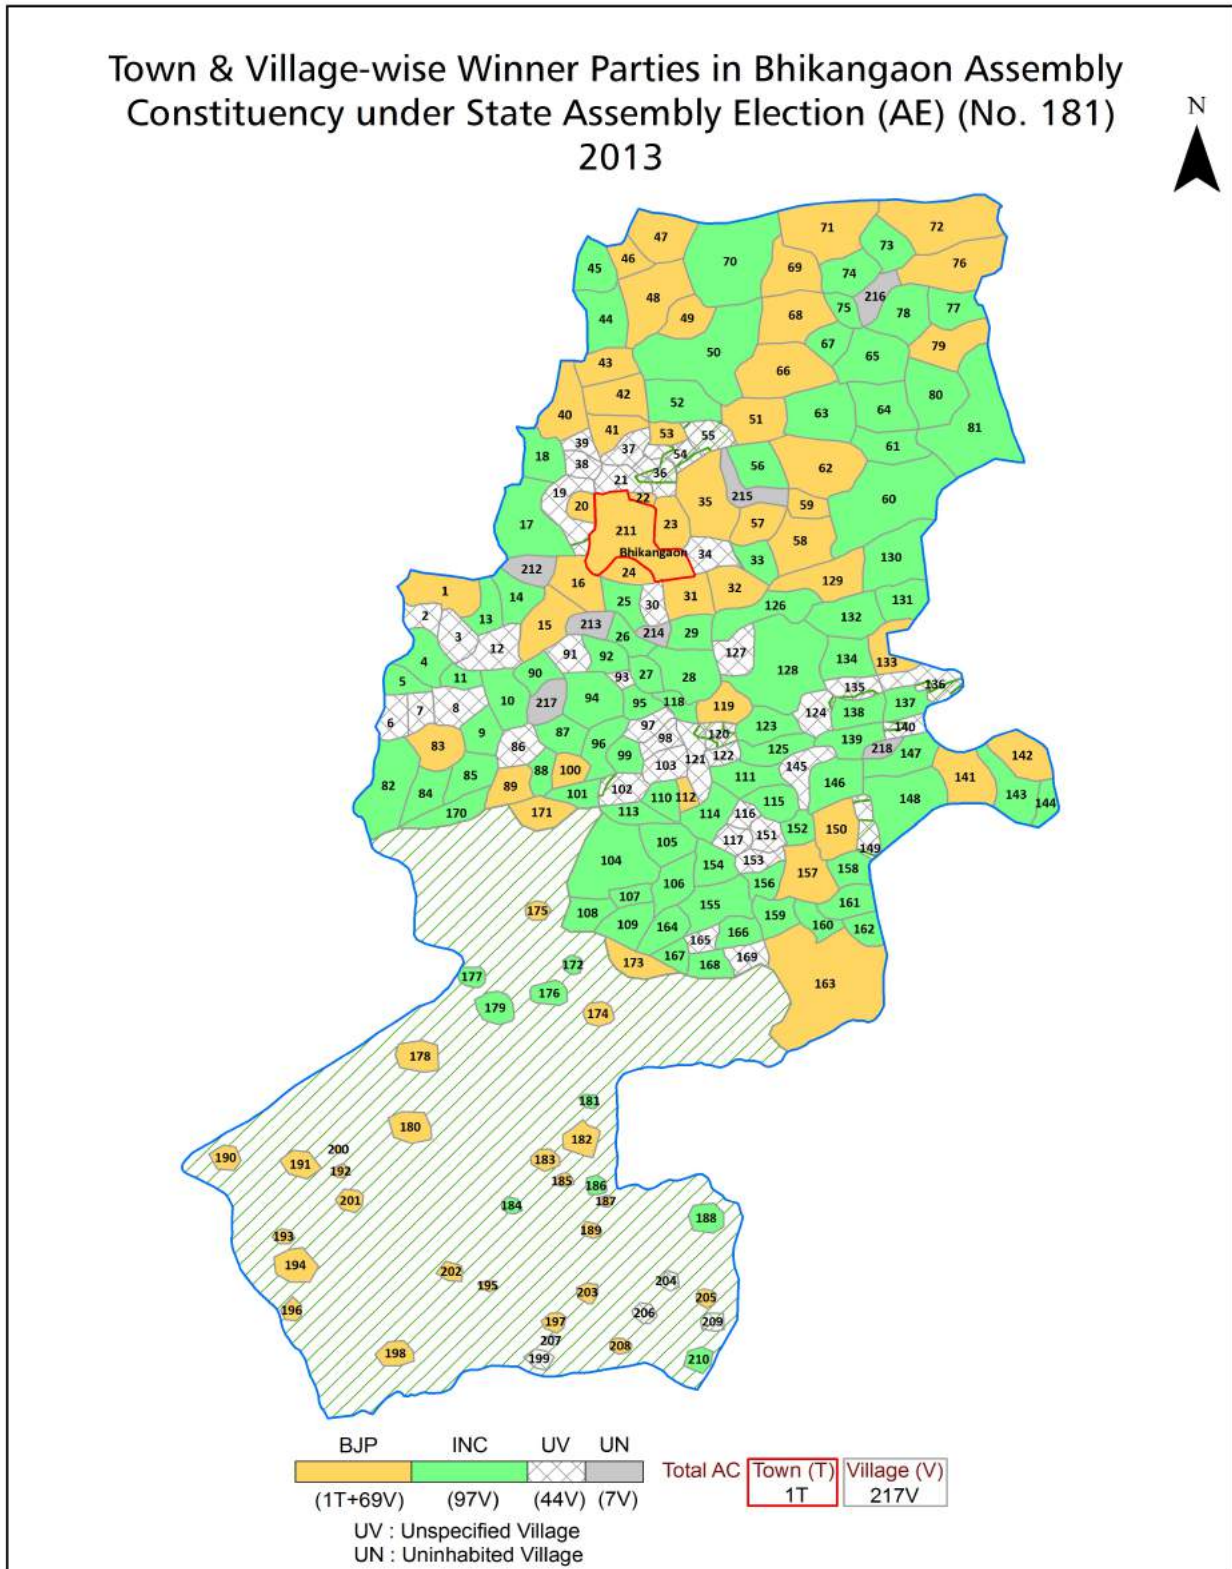 Town & Village-wise Winner Parties in Bhikangaon Assembly
Constituency under State Assembly Election (AE) (No. 181)
2013
N
47 71 72
46 73
45 70 69 74 76
48 216
44 49 68 75 78 77
50 67 65 79
43 66
42 52 80
40 51 63 64
41 53 55 81
39 37 61
18 38 54
21 36 56 62
19 20 22 35 215 59 60
17 211 23 57
Bhikangaon 34 33 58 130
212 24
1 16 32 129
14 25 30 31 126 131
2 13 15 213 132
3 12 26 214 29
91 92 127 128 134 133
4 90 93 27 28
5 11 135 136
10 217 94 95 118 119 137
6 7 8 124 138
9 87 97 98 120 123 140
83 86 96 99 122 125 139 218 147
103 121 145 142
82 85 88 100 111 146 141
84 89 101 102 110 112 115 148 143 144
170 171 113 114 116
117 151 152 150
105 153 149
104 154 157 158
106 156
107 155 161
175 108 109 164 159 160 162
165 166
172 173 167 168 169
177 176 163
179 174
178
181
180 182
200
190 191 192 183
185 186
201 184 187
188
193 189
194 202 195 204
203 205
196 197 206 209
207
198 199 208 210
BJP INC UV UN
Total AC Town (T) Village (V)
1T 217V
(1T+69V) (97V) (44V) (7V)
UV : Unspecified Village
UN : Uninhabited Village